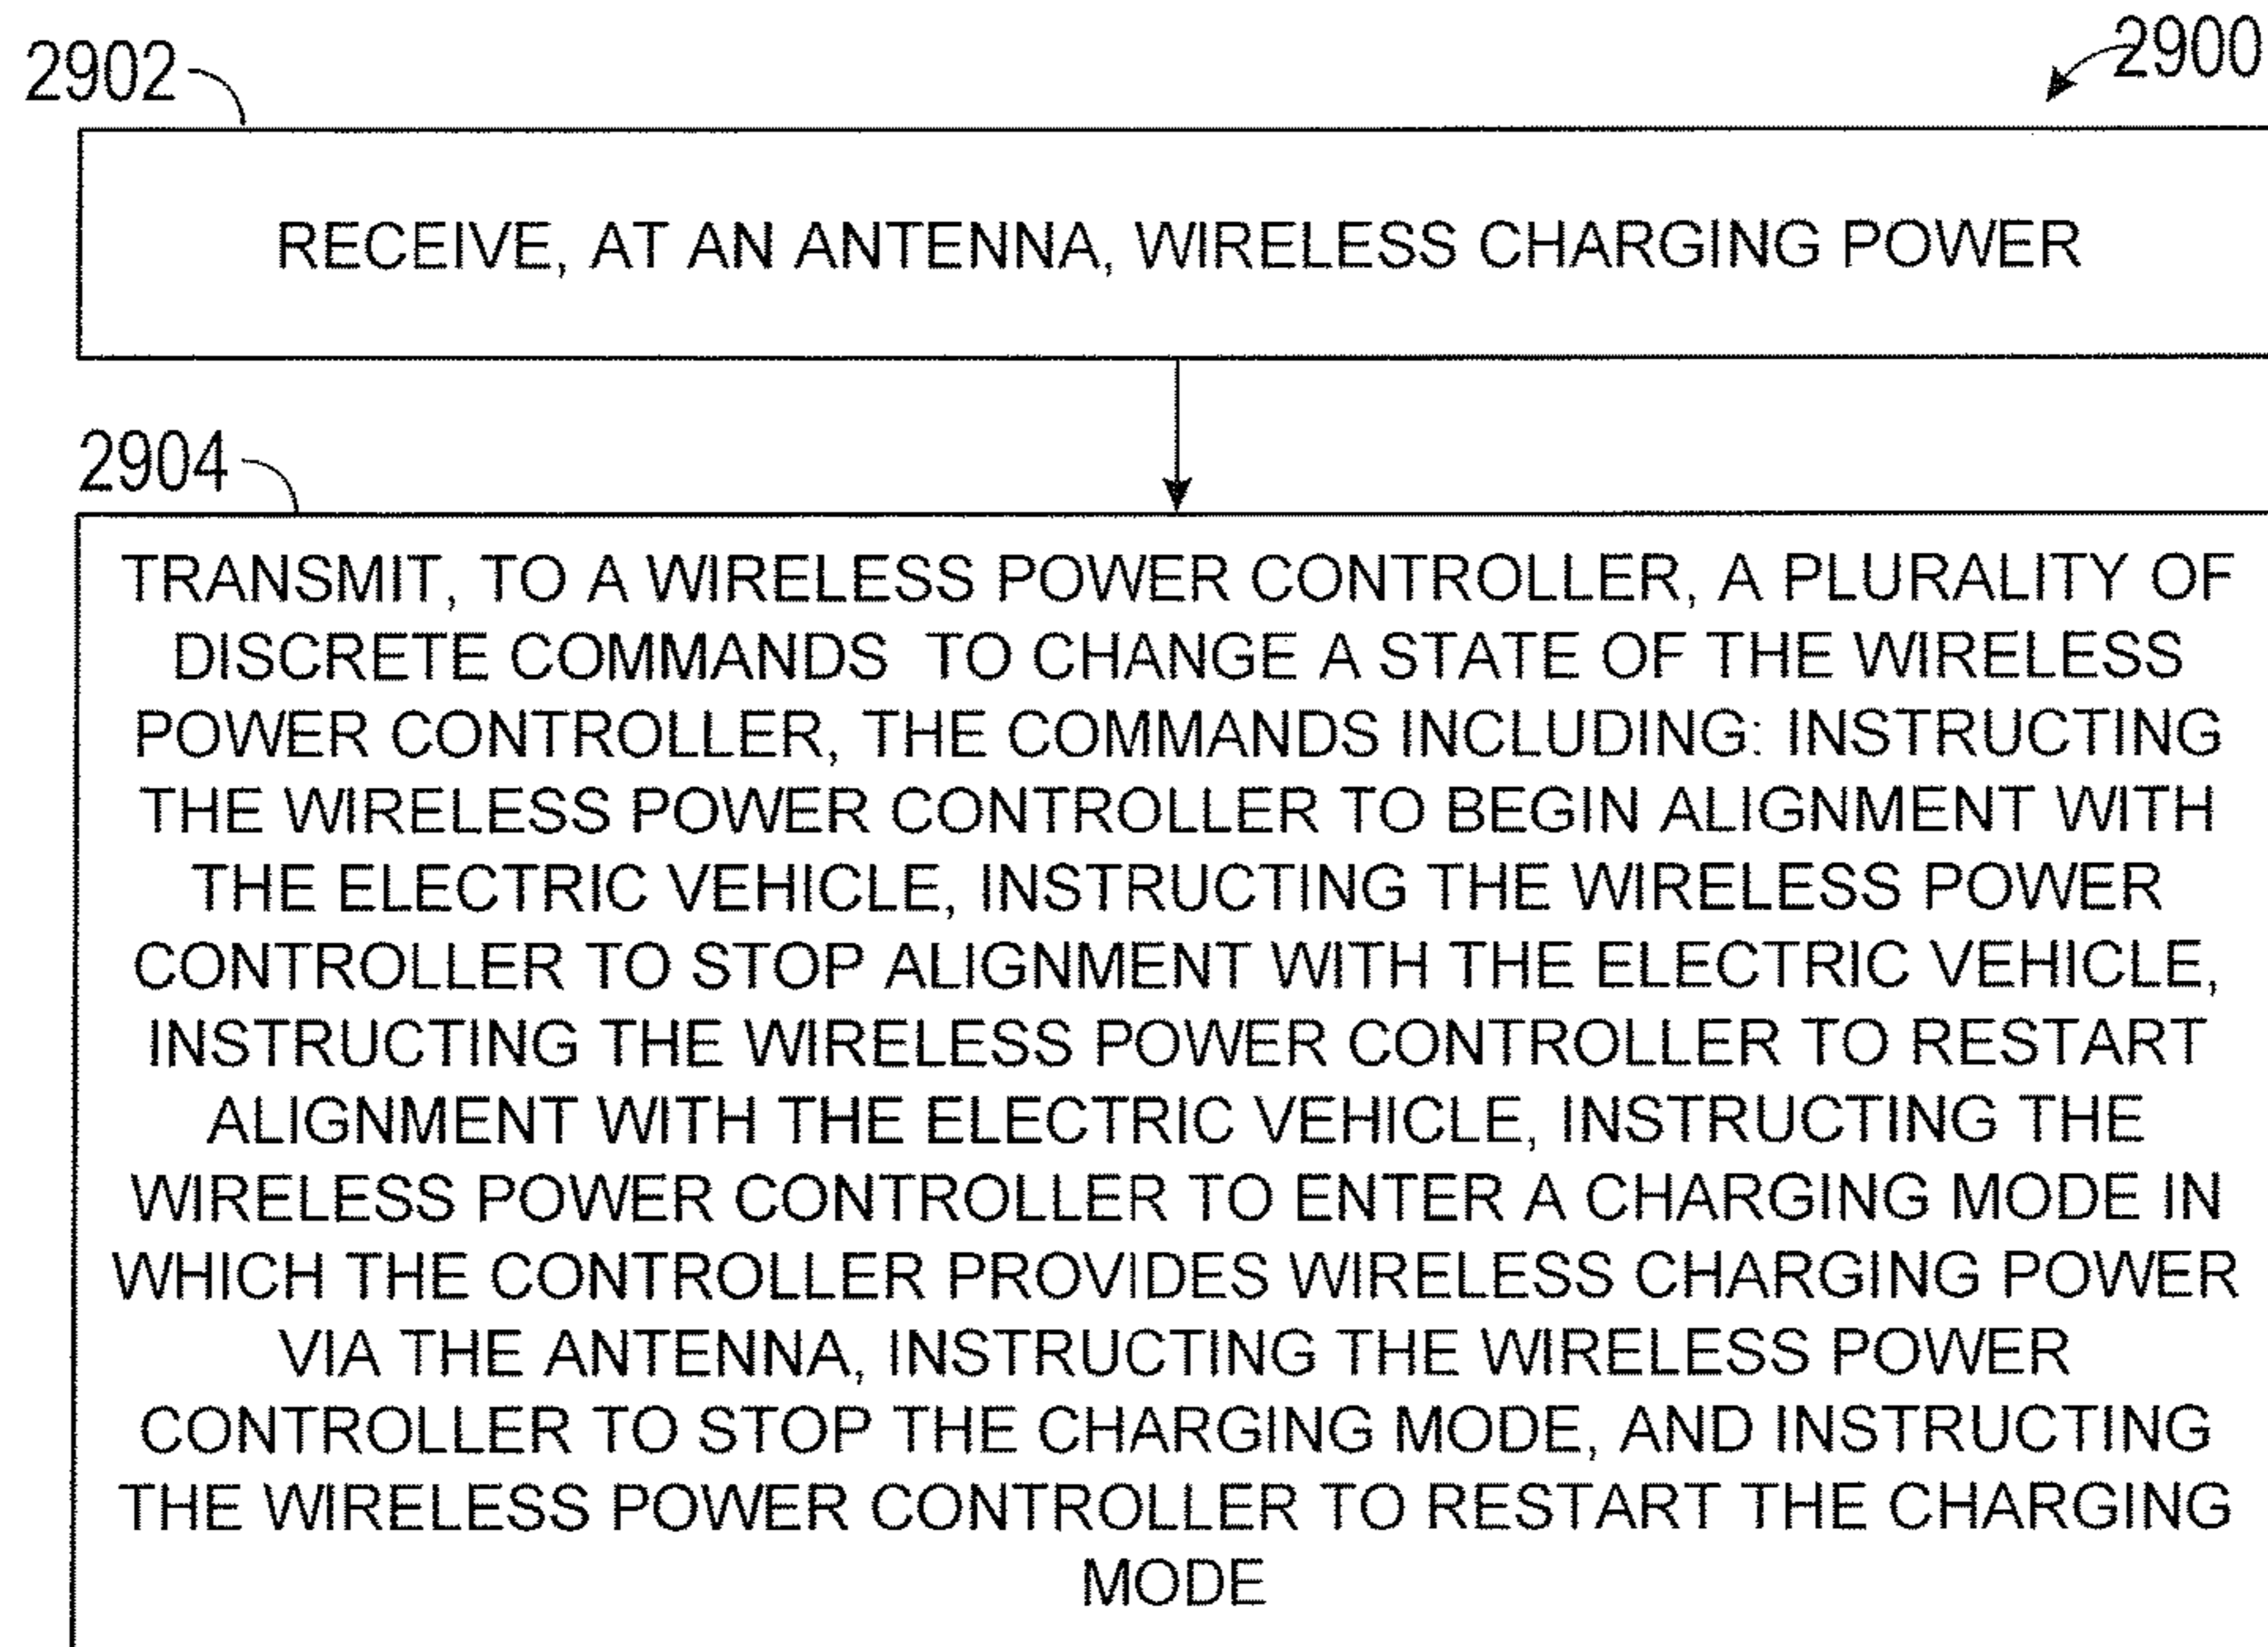 2902
2900
RECEIVE, AT AN ANTENNA, WIRELESS CHARGING POWER
2904
TRANSMIT, TO A WIRELESS POWER CONTROLLER, A PLURALITY OF
DISCRETE COMMANDS TO CHANGE A STATE OF THE WIRELESS
POWER CONTROLLER, THE COMMANDS INCLUDING: INSTRUCTING
THE WIRELESS POWER CONTROLLER TO BEGIN ALIGNMENT WITH
THE ELECTRIC VEHICLE, INSTRUCTING THE WIRELESS POWER
CONTROLLER TO STOP ALIGNMENT WITH THE ELECTRIC VEHICLE,
INSTRUCTING THE WIRELESS POWER CONTROLLER TO RESTART
ALIGNMENT WITH THE ELECTRIC VEHICLE, INSTRUCTING THE
WIRELESS POWER CONTROLLER TO ENTER A CHARGING MODE IN
WHICH THE CONTROLLER PROVIDES WIRELESS CHARGING POWER
VIA THE ANTENNA, INSTRUCTING THE WIRELESS POWER
CONTROLLER TO STOP THE CHARGING MODE, AND INSTRUCTING
THE WIRELESS POWER CONTROLLER TO RESTART THE CHARGING
MODE